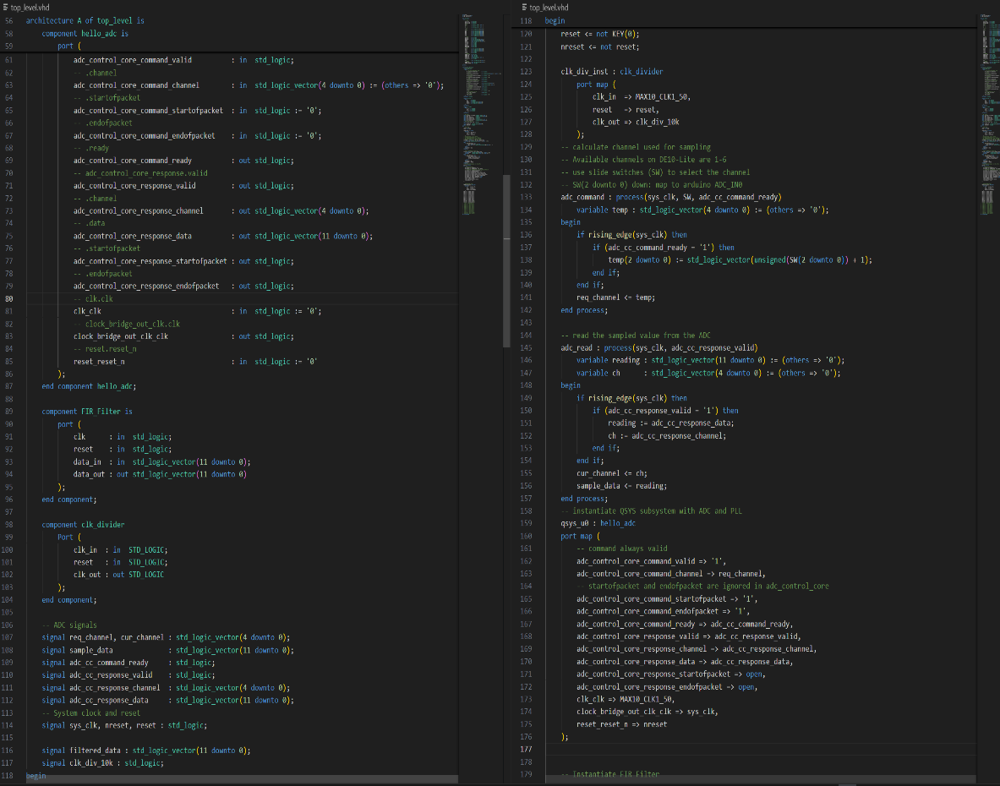 top_level.vhd
56 architecture A of top_level is
58 component hello_adc is
59 port (
61 adc_control_core_command_valid : in std_logic;
62 -- .channel
63 adc_control_core_command_channel : in std_logic_vector(4 downto 0) := (others => '0');
64 -- .startofpacket
65 adc_control_core_command_startofpacket : in std_logic := '0';
66 -- .endofpacket
67 adc_control_core_command_endofpacket : in std_logic := '0';
68 -- .ready
69 adc_control_core_command_ready : out std_logic;
70 -- adc_control_core_response.valid
71 adc_control_core_response_valid : out std_logic;
72 -- .channel
73 adc_control_core_response_channel : out std_logic_vector(4 downto 0);
74 -- .data
75 adc_control_core_response_data : out std_logic_vector(11 downto 0);
76 -- .startofpacket
77 adc_control_core_response_startofpacket : out std_logic;
78 -- .endofpacket
79 adc_control_core_response_endofpacket : out std_logic;
80 -- clk.clk
81 clk_clk : in std_logic := '0';
82 -- clock_bridge_out_clk.clk
83 clock_bridge_out_clk_clk : out std_logic;
84 -- reset.reset_n
85 reset_reset_n : in std_logic := '0'
86 );
87 end component hello_adc;
88
89 component FIR_Filter is
90 port (
91 clk : in std_logic;
92 reset : in std_logic;
93 data_in : in std_logic_vector(11 downto 0);
94 data_out : out std_logic_vector(11 downto 0)
95 );
96 end component;
97
98 component clk_divider
99 Port (
100 clk_in : in STD_LOGIC;
101 reset : in STD_LOGIC;
102 clk_out : out STD_LOGIC
103 );
104 end component;
105
106 -- ADC signals
107 signal req_channel, cur_channel : std_logic_vector(4 downto 0);
108 signal sample_data : std_logic_vector(11 downto 0);
109 signal adc_cc_command_ready : std_logic;
110 signal adc_cc_response_valid : std_logic;
111 signal adc_cc_response_channel : std_logic_vector(4 downto 0);
112 signal adc_cc_response_data : std_logic_vector(11 downto 0);
113 -- System clock and reset
114 signal sys_clk, nreset, reset : std_logic;
115
116 signal filtered_data : std_logic_vector(11 downto 0);
117 signal clk_div_10k : std_logic;
118 begin
top_level.vhd
118 begin
120 reset <= not KEY(0);
121 nreset <= not reset;
122
123 clk_div_inst : clk_divider
124 port map (
125 clk_in => MAX10_CLK1_50,
126 reset => reset,
127 clk_out => clk_div_10k
128 );
129 -- calculate channel used for sampling
130 -- Available channels on DE10-Lite are 1-6
131 -- use slide switches (SW) to select the channel
132 -- SW(2 downto 0) down: map to arduino ADC_IN0
133 adc_command : process(sys_clk, SW, adc_cc_command_ready)
134 variable temp : std_logic_vector(4 downto 0) := (others => '0');
135 begin
136 if rising_edge(sys_clk) then
137 if (adc_cc_command_ready = '1') then
138 temp(2 downto 0) := std_logic_vector(unsigned(SW(2 downto 0)) + 1);
139 end if;
140 end if;
141 req_channel <= temp;
142 end process;
143
144 -- read the sampled value from the ADC
145 adc_read : process(sys_clk, adc_cc_response_valid)
146 variable reading : std_logic_vector(11 downto 0) := (others => '0');
147 variable ch : std_logic_vector(4 downto 0) := (others => '0');
148 begin
149 if rising_edge(sys_clk) then
150 if (adc_cc_response_valid = '1') then
151 reading := adc_cc_response_data;
152 ch := adc_cc_response_channel;
153 end if;
154 end if;
155 cur_channel <= ch;
156 sample_data <= reading;
157 end process;
158 -- instantiate QSYS subsystem with ADC and PLL
159 qsys_u0 : hello_adc
160 port map (
161 -- command always valid
162 adc_control_core_command_valid => '1',
163 adc_control_core_command_channel => req_channel,
164 -- startofpacket and endofpacket are ignored in adc_control_core
165 adc_control_core_command_startofpacket => '1',
166 adc_control_core_command_endofpacket => '1',
167 adc_control_core_command_ready => adc_cc_command_ready,
168 adc_control_core_response_valid => adc_cc_response_valid,
169 adc_control_core_response_channel => adc_cc_response_channel,
170 adc_control_core_response_data => adc_cc_response_data,
171 adc_control_core_response_startofpacket => open,
172 adc_control_core_response_endofpacket => open,
173 clk_clk => MAX10_CLK1_50,
174 clock_bridge_out_clk_clk => sys_clk,
175 reset_reset_n => nreset
176 );
177
178
179 -- Instantiate FIR Filter